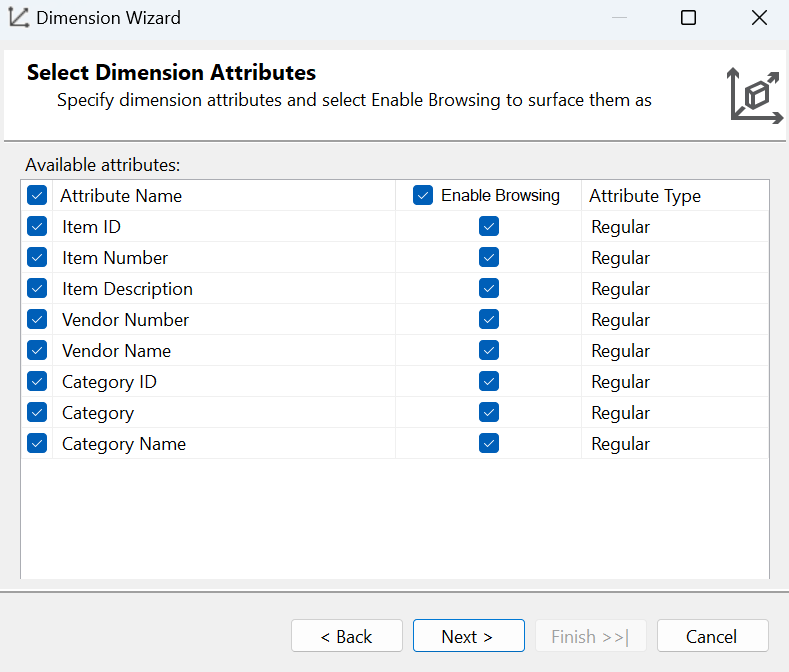 Dimension Wizard
Select Dimension Attributes
Specify dimension attributes and select Enable Browsing to surface them as
Available attributes:
Attribute Name Enable Browsing Attribute Type
Item ID Regular
Item Number Regular
Item Description Regular
Vendor Number Regular
Vendor Name Regular
Category ID Regular
Category Regular
Category Name Regular
< Back Next > Finish >>| Cancel